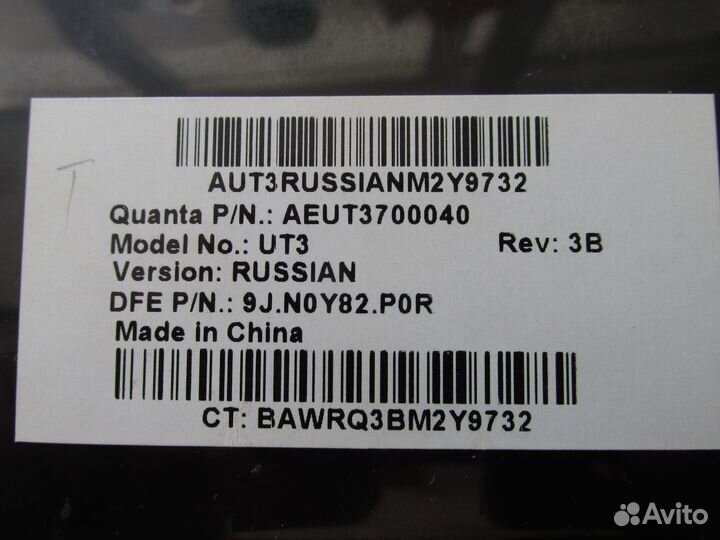 AUT3RUSSIANM2Y9732
Quanta P/N.: AEUT3700040
Model No.: UT3 Rev: 3B
Version: RUSSIAN
DFE P/N.: 9J.N0Y82.P0R
Made in China
CT: BAWRQ3BM2Y9732
T
Avito